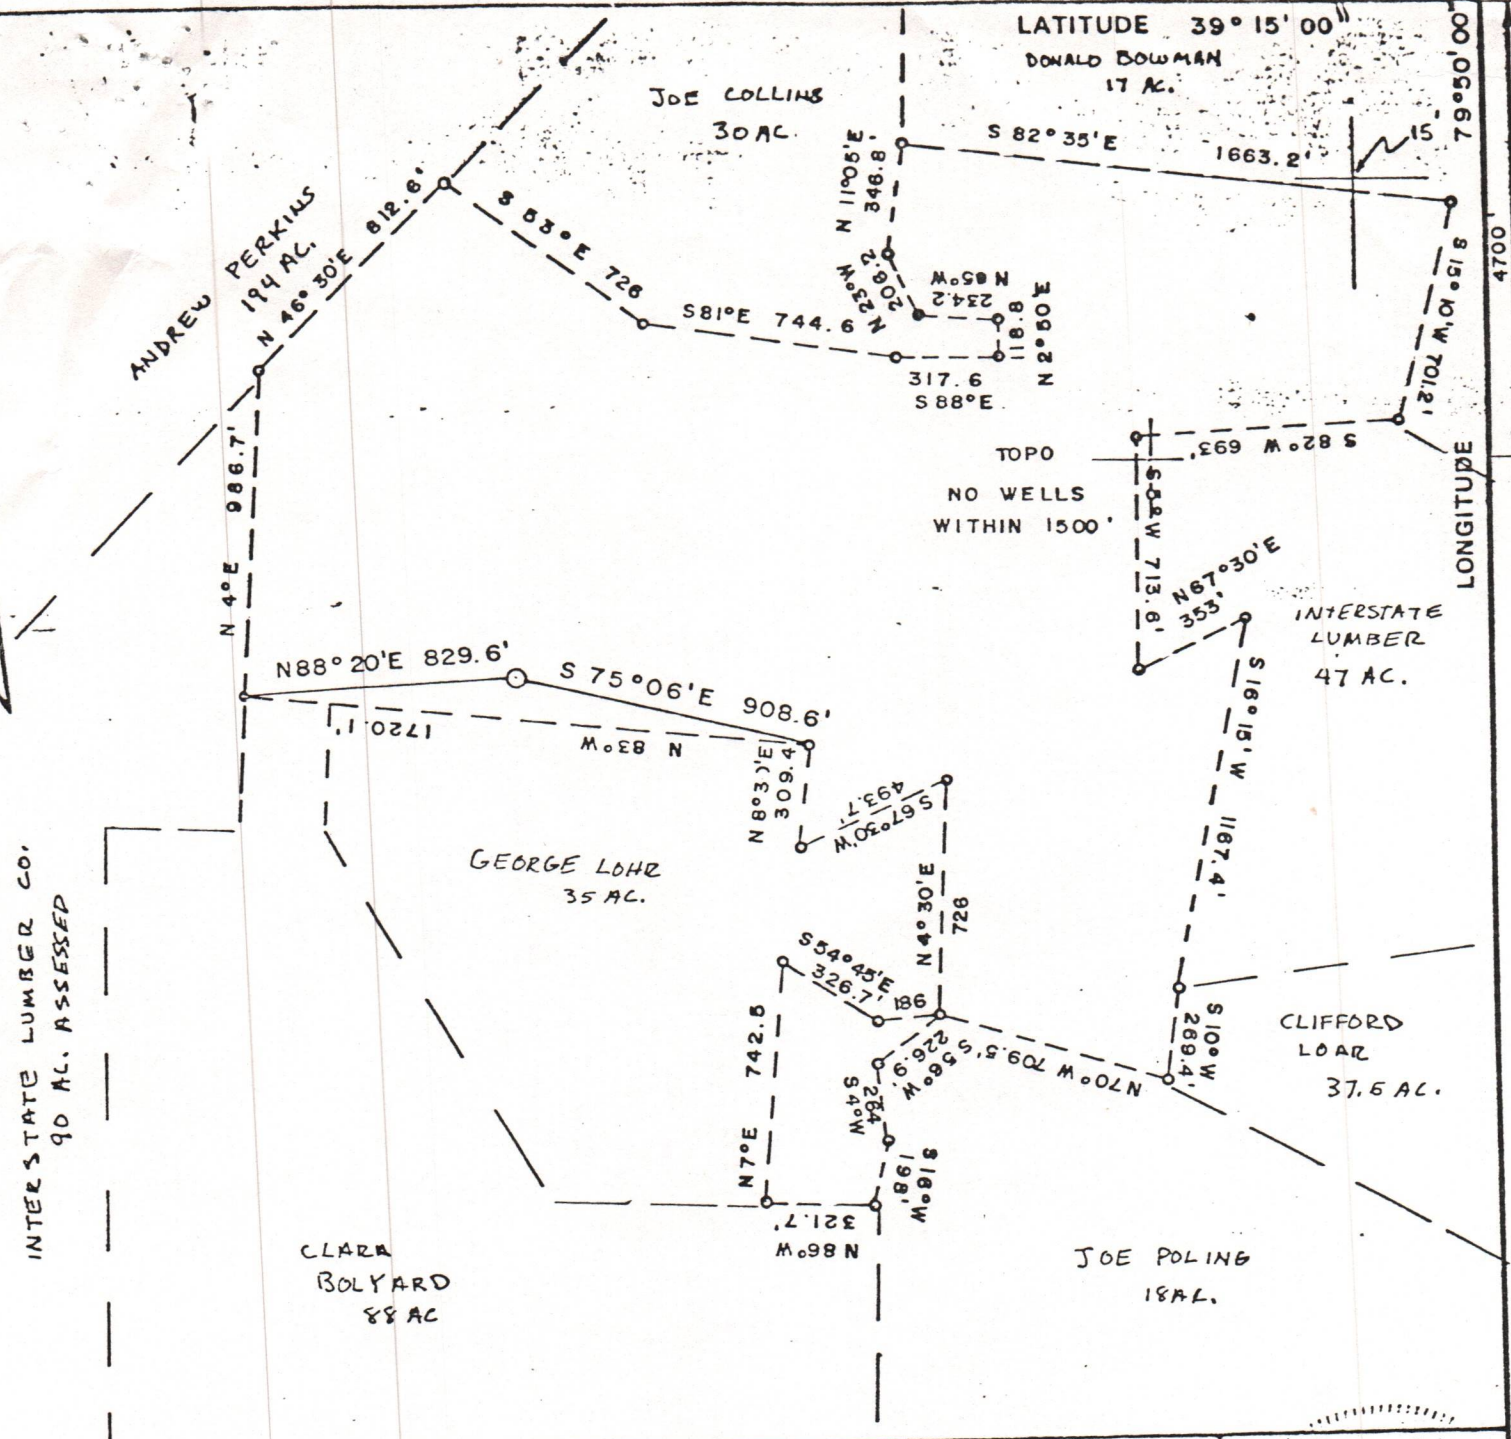 LATITUDE 39° 15' 00"
DONALD BOWMAN
17 AC.
79° 50' 00"
JOE COLLINS
30 AC.
S 82° 35' E 1663.2'
15"
4700'
ANDREW PERKINS
194 AC.
N 46° 30' E 812.6'
S 53° E 726
S 81° E 744.6
N 11° 05' E
346.8'
N 23° W
208.2
N 85° W
234.2
118.8
N 2° 50' E
317.6
S 88° E
S 15° 10' W 701.2'
S 82° W 693'
LONGITUDE
TOPO
NO WELLS
WITHIN 1500'
W 713.6'
N 67° 30' E
353'
INTERSTATE
LUMBER
47 AC.
N 4° E 986.7'
N 88° 20' E 829.6'
S 75° 06' E 908.6'
N 83° W 1720.1'
309.4
S 67° 30' W
493.7'
S 16° 15' W 1167.4'
GEORGE LOHR
35 AC.
N 4° 30' E
726
S 54° 45' E
326.7'
186
S 10° W
269.4'
CLIFFORD
LOAR
37.5 AC.
N 70° W 709.5'
S 56° W
226.9'
264
S 4° W
S 16° W
198'
N 7° E 742.5
321.7'
N 86° W
INTERSTATE LUMBER CO.
90 AC. ASSESSED
CLARA
BOLYARD
88 AC
JOE POLING
18 AC.